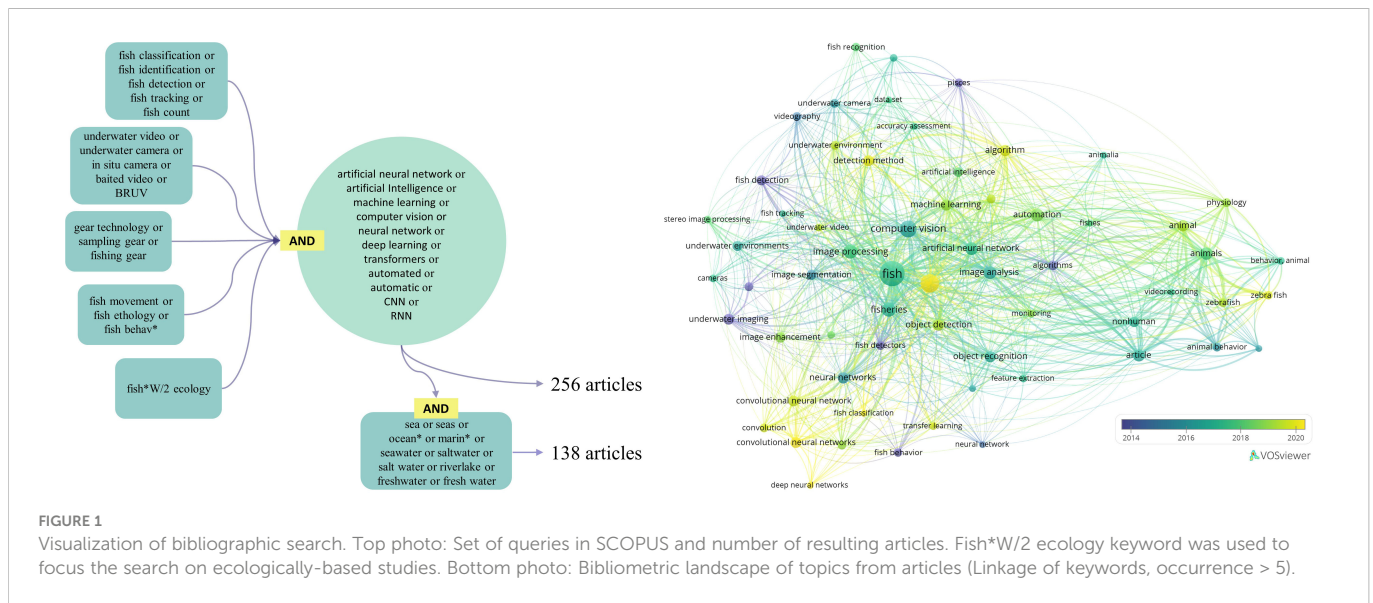 fish classification or
fish identification or
fish detection or
fish tracking or
fish count
underwater video or
underwater camera or
in situ camera or
baited video or
BRUV
gear technology or
sampling gear or
fishing gear
fish movement or
fish ethology or
fish behav*
fish*W/2 ecology
AND
artificial neural network or
artificial Intelligence or
machine learning or
computer vision or
neural network or
deep learning or
transformers or
automated or
automatic or
CNN or
RNN
256 articles
AND
sea or seas or
ocean* or marin* or
seawater or saltwater or
salt water or riverlake or
freshwater or fresh water
138 articles
fish recognition
pisces
underwater camera
data set
videography
accuracy assessment
underwater environment
algorithm
detection method
animalia
artificial intelligence
fish detection
machine learning
physiology
stereo image processing
fish tracking
automation
fishes
underwater video
computer vision
animal
underwater environments
image processing
artificial neural network
animals
behavior, animal
cameras
image segmentation
fish
image analysis
algorithms
videorecording
zebrafish
zebra fish
underwater imaging
fisheries
monitoring
object detection
nonhuman
image enhancement
fish detectors
animal behavior
object recognition
article
neural networks
feature extraction
convolutional neural network
fish classification
convolution
transfer learning
convolutional neural networks
neural network
fish behavior
deep neural networks
2014
2016
2018
2020
VOSviewer
FIGURE 1
Visualization of bibliographic search. Top photo: Set of queries in SCOPUS and number of resulting articles. Fish*W/2 ecology keyword was used to
focus the search on ecologically-based studies. Bottom photo: Bibliometric landscape of topics from articles (Linkage of keywords, occurrence > 5).